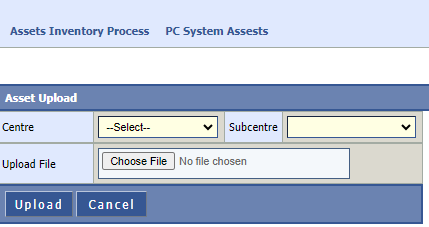 Assets Inventory Process PC System Assests
Asset Upload
Centre --Select-- Subcentre
Upload File Choose File No file chosen
Upload Cancel